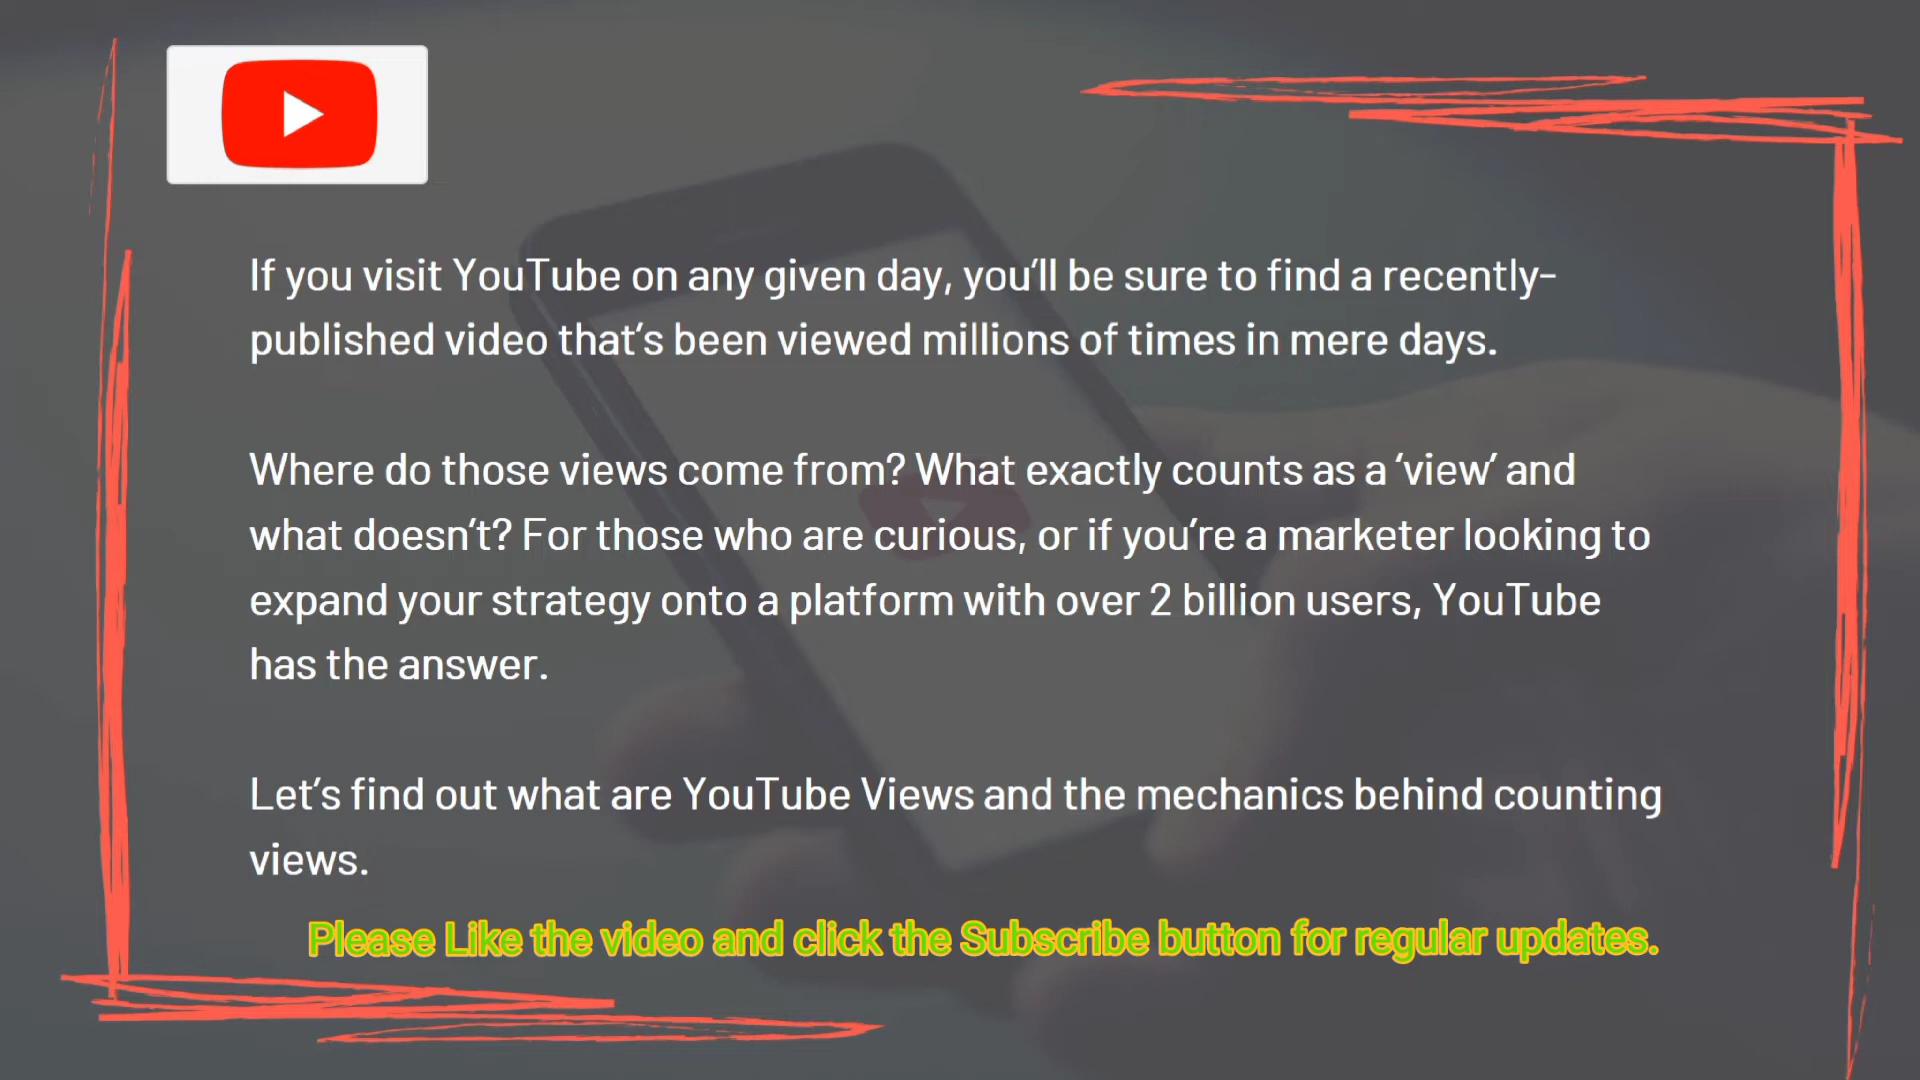 If you visit YouTube on any given day, you’ll be sure to find a recently-
published video that’s been viewed millions of times in mere days.
Where do those views come from? What exactly counts as a ‘view’ and
what doesn’t? For those who are curious, or if you’re a marketer looking to
expand your strategy onto a platform with over 2 billion users, YouTube
has the answer.
Let’s find out what are YouTube Views and the mechanics behind counting
views.
Please Like the video and click the Subscribe button for regular updates.